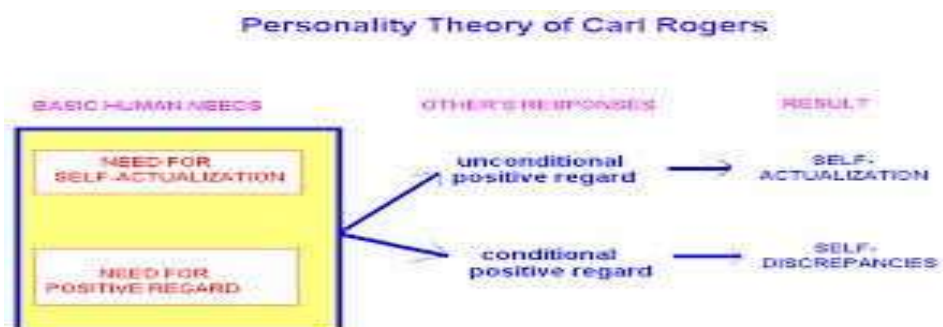 Personality Theory of Carl Rogers
BASIC HUMAN NEEDS
OTHER'S RESPONSES
RESULT
NEED FOR
SELF-ACTUALIZATION
unconditional
positive regard
SELF-
ACTUALIZATION
NEED FOR
POSITIVE REGARD
conditional
positive regard
SELF-
DISCREPANCIES